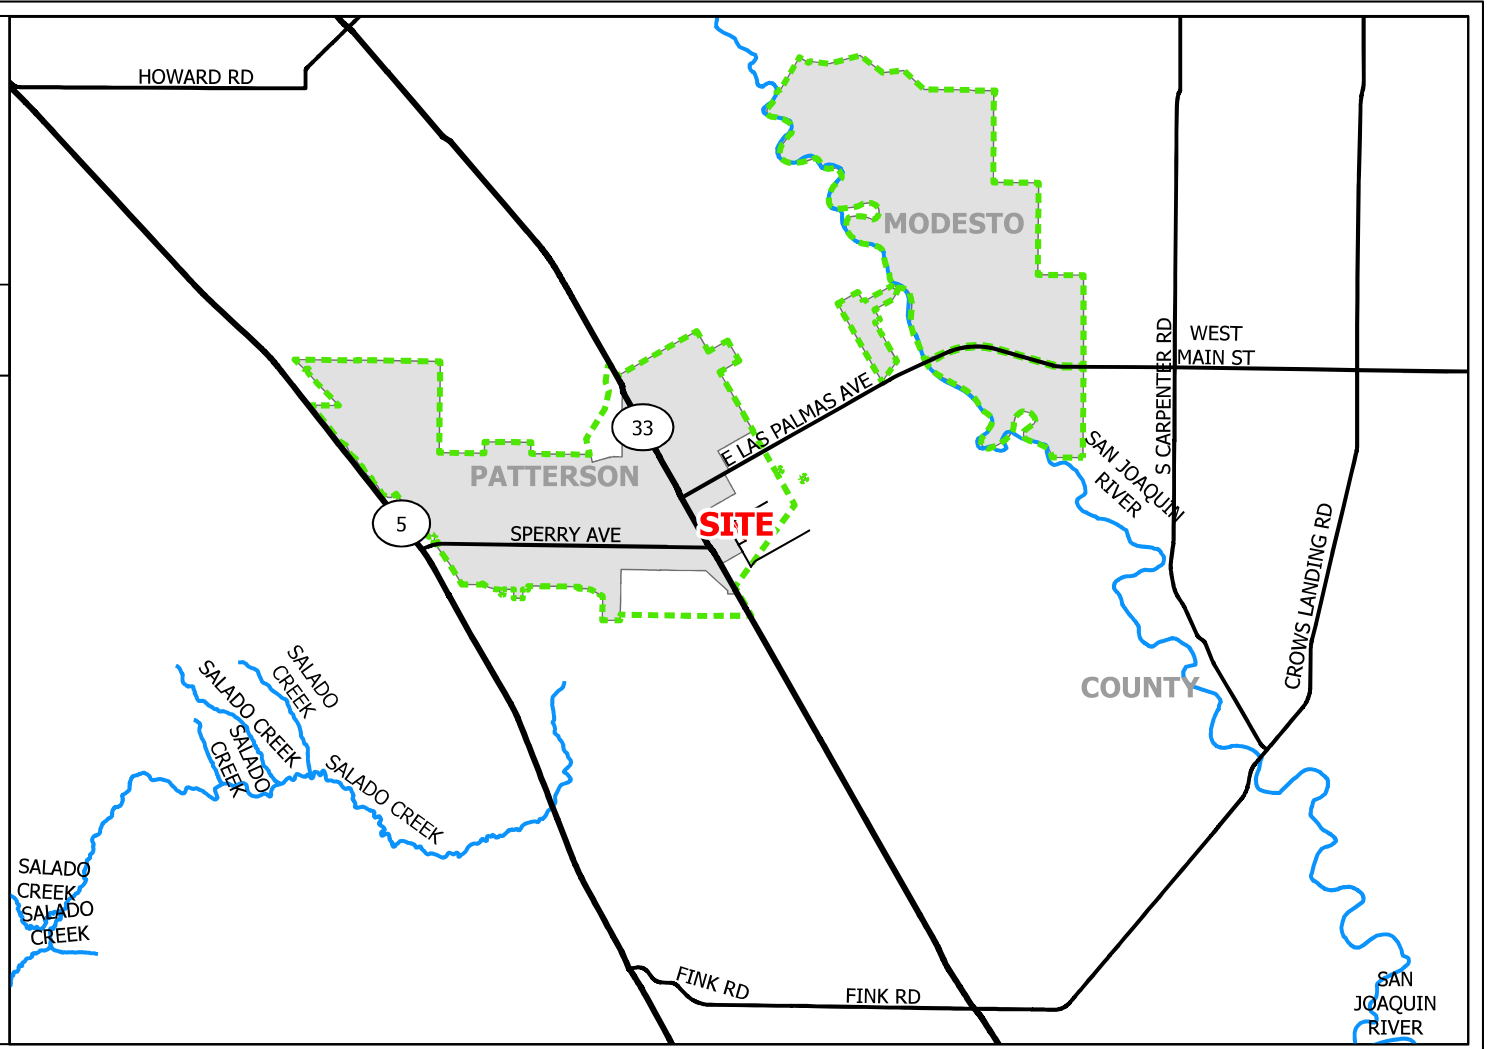 HOWARD RD
MODESTO
WEST
MAIN ST
S CARPENTER RD
33
E LAS PALMAS AVE
PATTERSON
SAN JOAQUIN
RIVER
5
SPERRY AVE
SITE
CROWS LANDING RD
COUNTY
SALADO
CREEK
SALADO CREEK
SALADO
CREEK
SALADO CREEK
SALADO
CREEK
SALADO
CREEK
FINK RD
FINK RD
SAN
JOAQUIN
RIVER